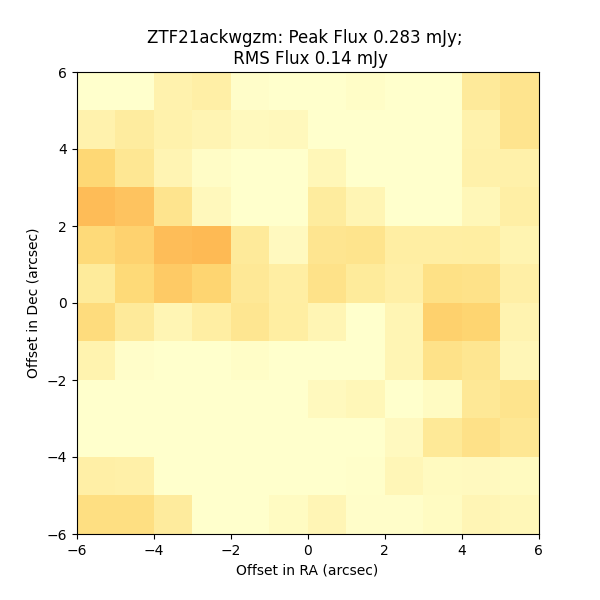 ZTF21ackwgzm: Peak Flux 0.283 mJy;
RMS Flux 0.14 mJy
6
4
2
0
−2
−4
−6
Offset in Dec (arcsec)
−6 −4 −2 0 2 4 6
Offset in RA (arcsec)